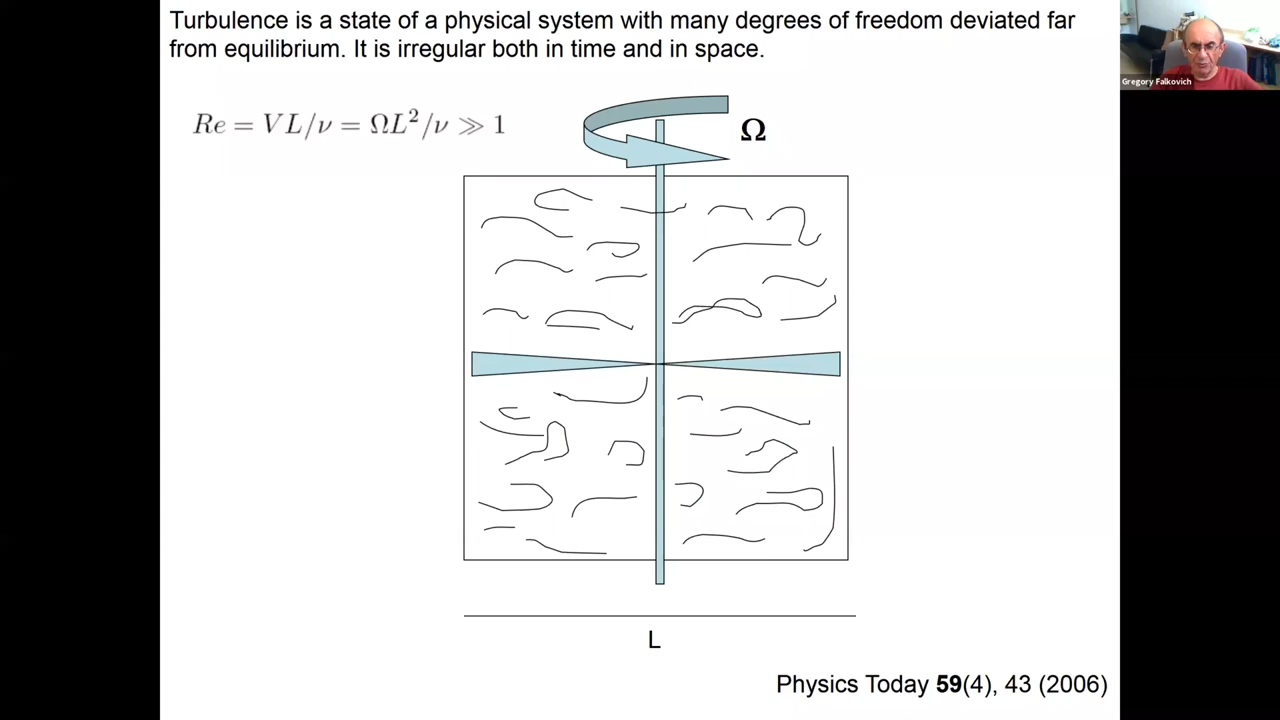 Turbulence is a state of a physical system with many degrees of freedom deviated far
from equilibrium. It is irregular both in time and in space.
Gregory Falkovich
Re = VL/ν = ΩL²/ν ≫ 1
Ω
L
Physics Today 59(4), 43 (2006)